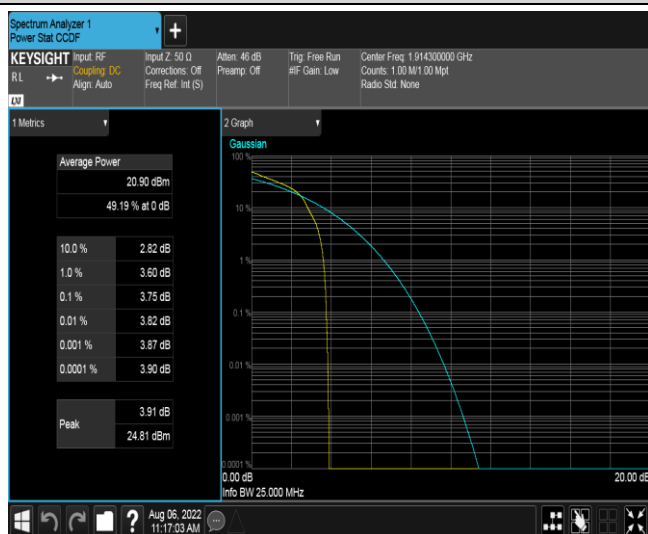 Spectrum Analyzer 1
Power Stat CCDF
KEYSIGHT
RL
LXI
Input: RF
Coupling: DC
Align: Auto
Input Z: 50 Ω
Corrections: Off
Freq Ref: Int (S)
Atten: 46 dB
Preamp: Off
Trig: Free Run
#IF Gain: Low
Center Freq: 1.914300000 GHz
Counts: 1.00 M/1.00 Mpt
Radio Std: None
1 Metrics
Average Power
20.90 dBm
49.19 % at 0 dB
10.0 % 2.82 dB
1.0 % 3.60 dB
0.1 % 3.75 dB
0.01 % 3.82 dB
0.001 % 3.87 dB
0.0001 % 3.90 dB
Peak
3.91 dB
24.81 dBm
2 Graph
Gaussian
100 %
10 %
1 %
0.1 %
0.01 %
0.001 %
0.0001 %
0.00 dB
20.00 dB
Info BW 25.000 MHz
?
Aug 06, 2022
11:17:03 AM